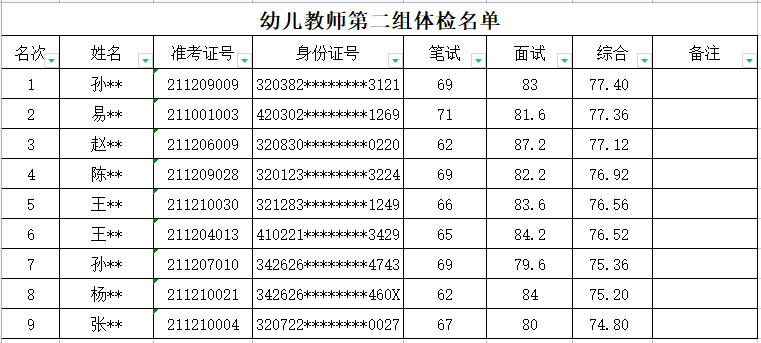 幼儿教师第二组体检名单
名次 姓名 准考证号 身份证号 笔试 面试 综合 备注
1 孙** 211209009 320382********3121 69 83 77.40
2 易** 211001003 420302********1269 71 81.6 77.36
3 赵** 211206009 320830********0220 62 87.2 77.12
4 陈** 211209028 320123********3224 69 82.2 76.92
5 王** 211210030 321283********1249 66 83.6 76.56
6 王** 211204013 410221********3429 65 84.2 76.52
7 孙** 211207010 342626********4743 69 79.6 75.36
8 杨** 211210021 342626********460X 62 84 75.20
9 张** 211210004 320722********0027 67 80 74.80